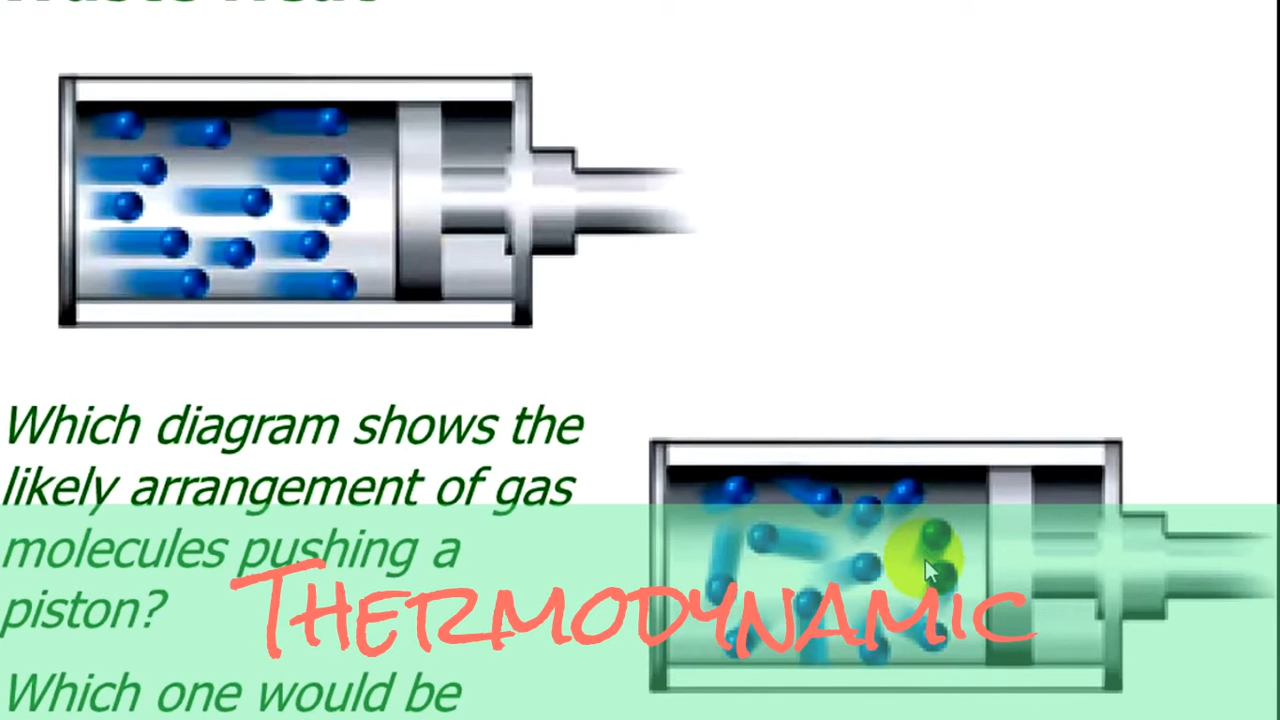 Which diagram shows the
likely arrangement of gas
molecules pushing a
piston?
THERMODYNAMIC
Which one would be